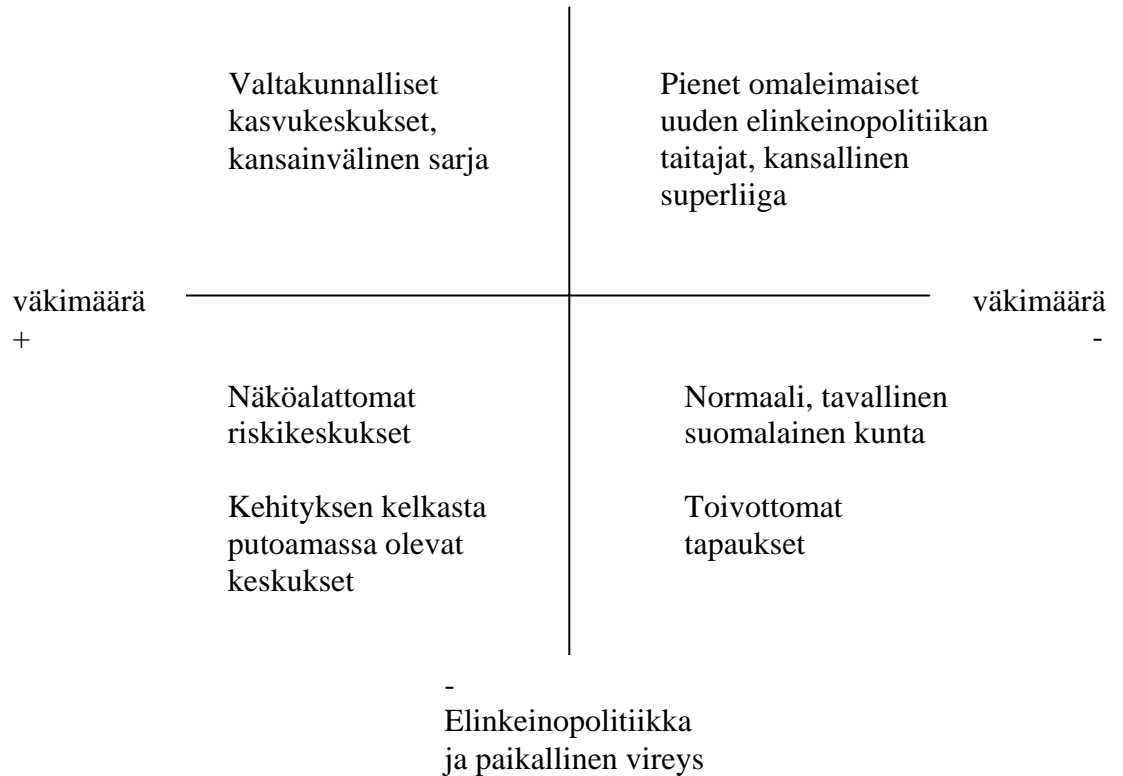 Valtakunnalliset
kasvukeskukset,
kansainvälinen sarja
Pienet omaleimaiset
uuden elinkeinopolitiikan
taitajat, kansallinen
superliiga
väkimäärä
+
väkimäärä
-
Näköalattomat
riskikeskukset
Kehityksen kelkasta
putoamassa olevat
keskukset
Normaali, tavallinen
suomalainen kunta
Toivottomat
tapaukset
-
Elinkeinopolitiikka
ja paikallinen vireys